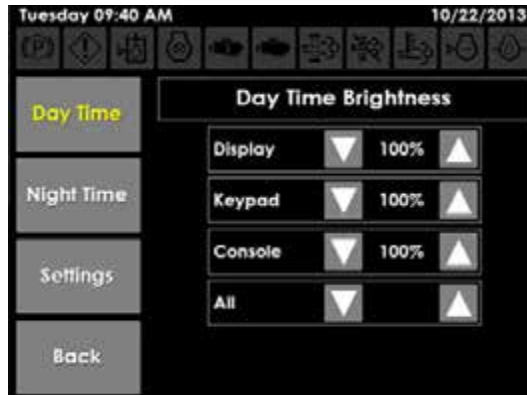 Tuesday 09:40 AM 10/22/2013
(P)
Day Time
Day Time Brightness
Display 100%
Night Time
Keypad 100%
Console 100%
Settings
All
Back